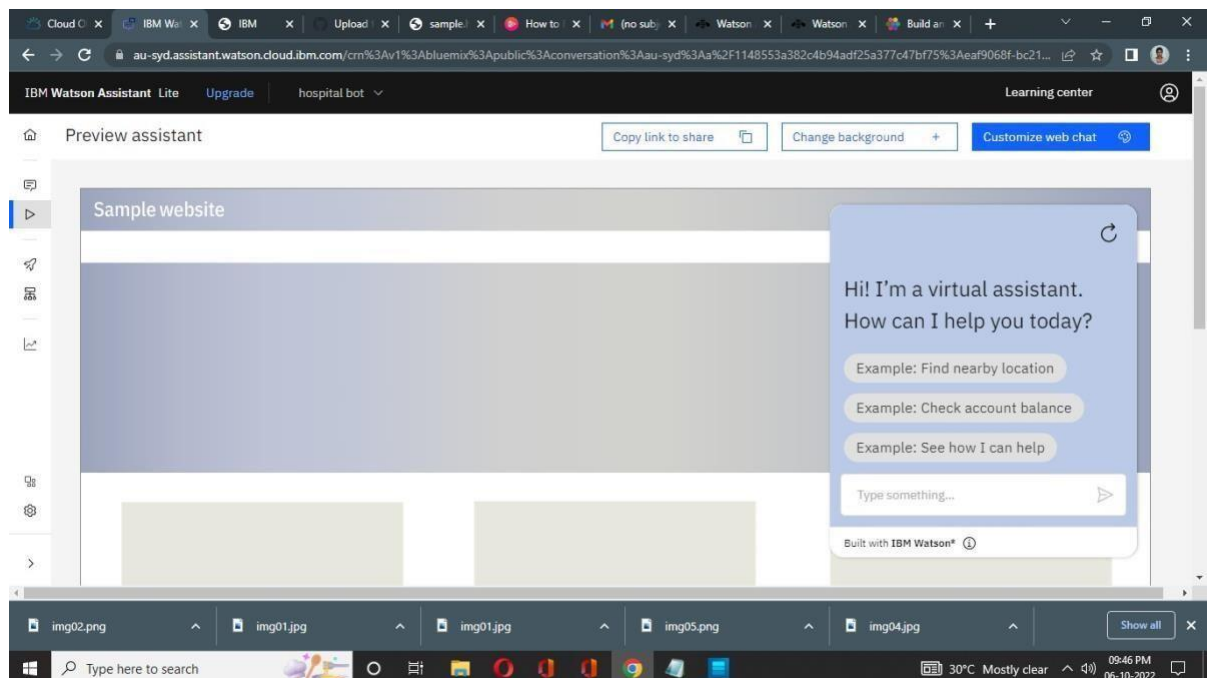 Cloud O
IBM Wat
IBM
Upload
sample.
How to
(no subj
Watson
Watson
Build an
au-syd.assistant.watson.cloud.ibm.com/crn%3Av1%3Abluemix%3Apublic%3Aconversation%3Aau-syd%3Aa%2F1148553a382c4b94adf25a377c47bf75%3Aeaf9068f-bc21...
IBM Watson Assistant Lite Upgrade hospital bot Learning center
Preview assistant Copy link to share Change background + Customize web chat
Sample website
Hi! I'm a virtual assistant.
How can I help you today?
Example: Find nearby location
Example: Check account balance
Example: See how I can help
Type something...
Built with IBM Watson®
img02.png img01.jpg img01.jpg img05.png img04.jpg Show all
Type here to search 30°C Mostly clear 09:46 PM
06-10-2022